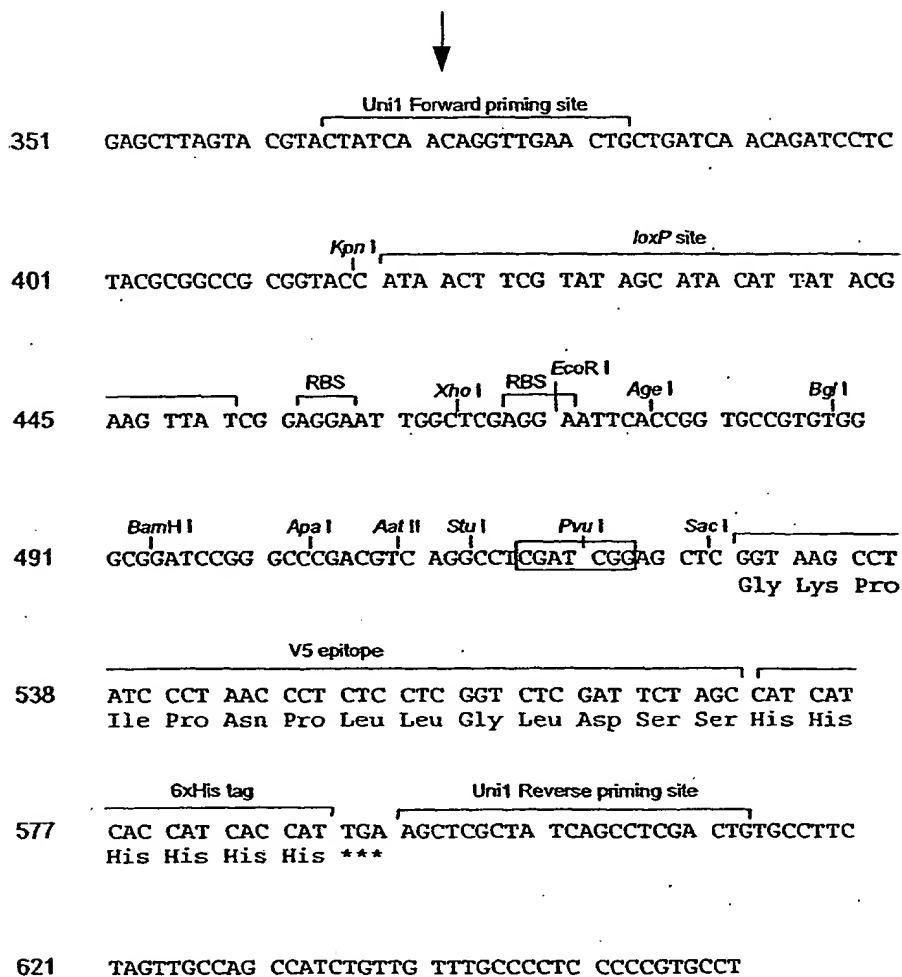 Uni1 Forward priming site
351 GAGCTTAGTA CGTACTATCA ACAGGTTGAA CTGCTGATCA ACAGATCCTC
Kpn I loxP site
401 TACGCGGCCG CGGTACC ATA ACT TCG TAT AGC ATA CAT TAT ACG
RBS Xho I RBS EcoR I Age I Bgl I
445 AAG TTA TCG GAGGAAT TGGCTCGAGG AATTCACCGG TGCCGTGTGG
BamH I Apa I Aat II Stu I Pvu I Sac I
491 GCGGATCCGG GCCCGACGTC AGGCCTCGAT CGGAG CTC GGT AAG CCT
Gly Lys Pro
V5 epitope
538 ATC CCT AAC CCT CTC CTC GGT CTC GAT TCT AGC CAT CAT
Ile Pro Asn Pro Leu Leu Gly Leu Asp Ser Ser His His
6xHis tag Uni1 Reverse priming site
577 CAC CAT CAC CAT TGA AGCTCGCTA TCAGCCTCGA CTGTGCCTTC
His His His His ***
621 TAGTTGCCAG CCATCTGTTG TTTGCCCCTC CCCCGTGCCT